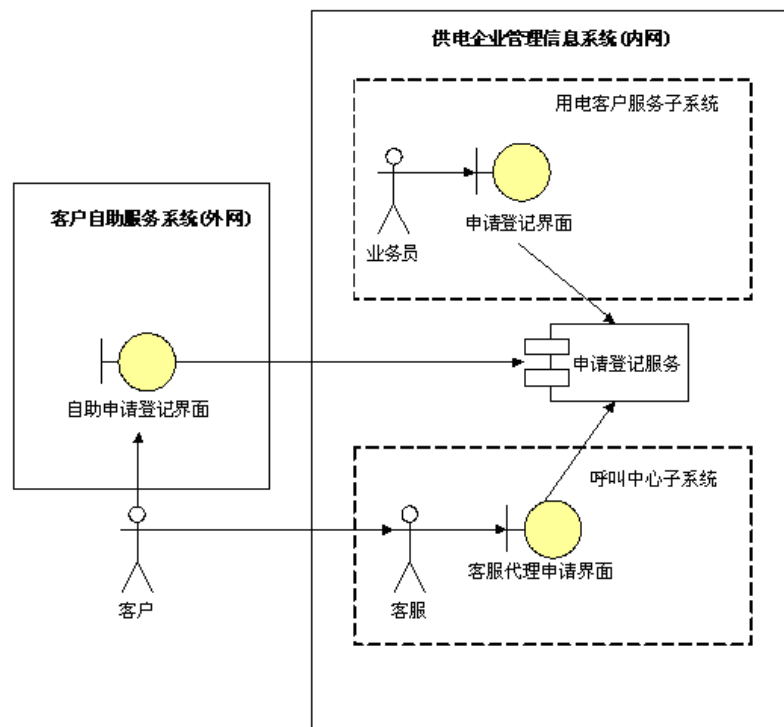 供电企业管理信息系统(内网)
用电客户服务子系统
业务员
申请登记界面
客户自助服务系统(外网)
自助申请登记界面
申请登记服务
呼叫中心子系统
客户
客服
客服代理申请界面